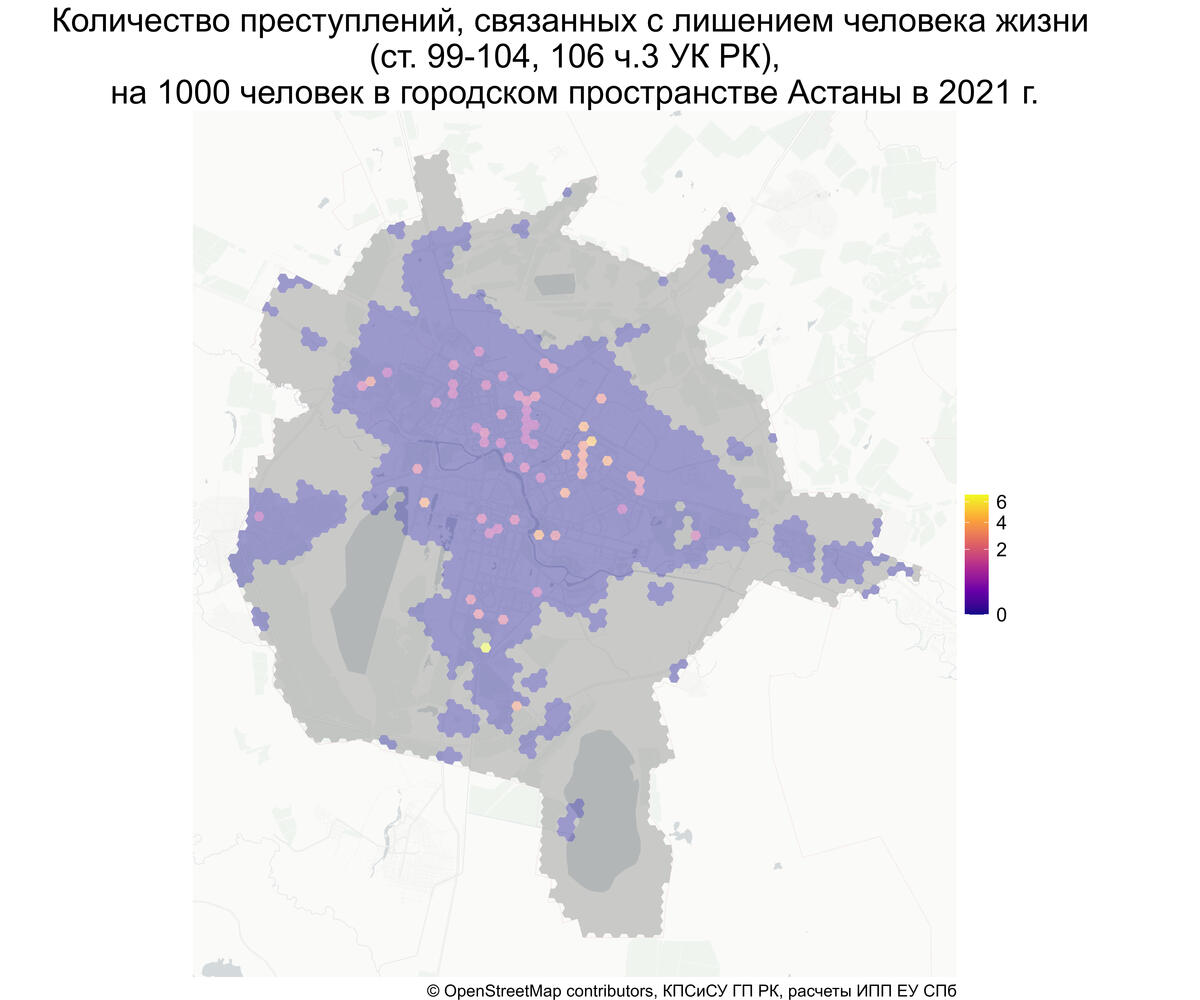 Количество преступлений, связанных с лишением человека жизни
(ст. 99-104, 106 ч.3 УК РК),
на 1000 человек в городском пространстве Астаны в 2021 г.
6
4
2
0
© OpenStreetMap contributors, КПСиСУ ГП РК, расчеты ИПП ЕУ СПб